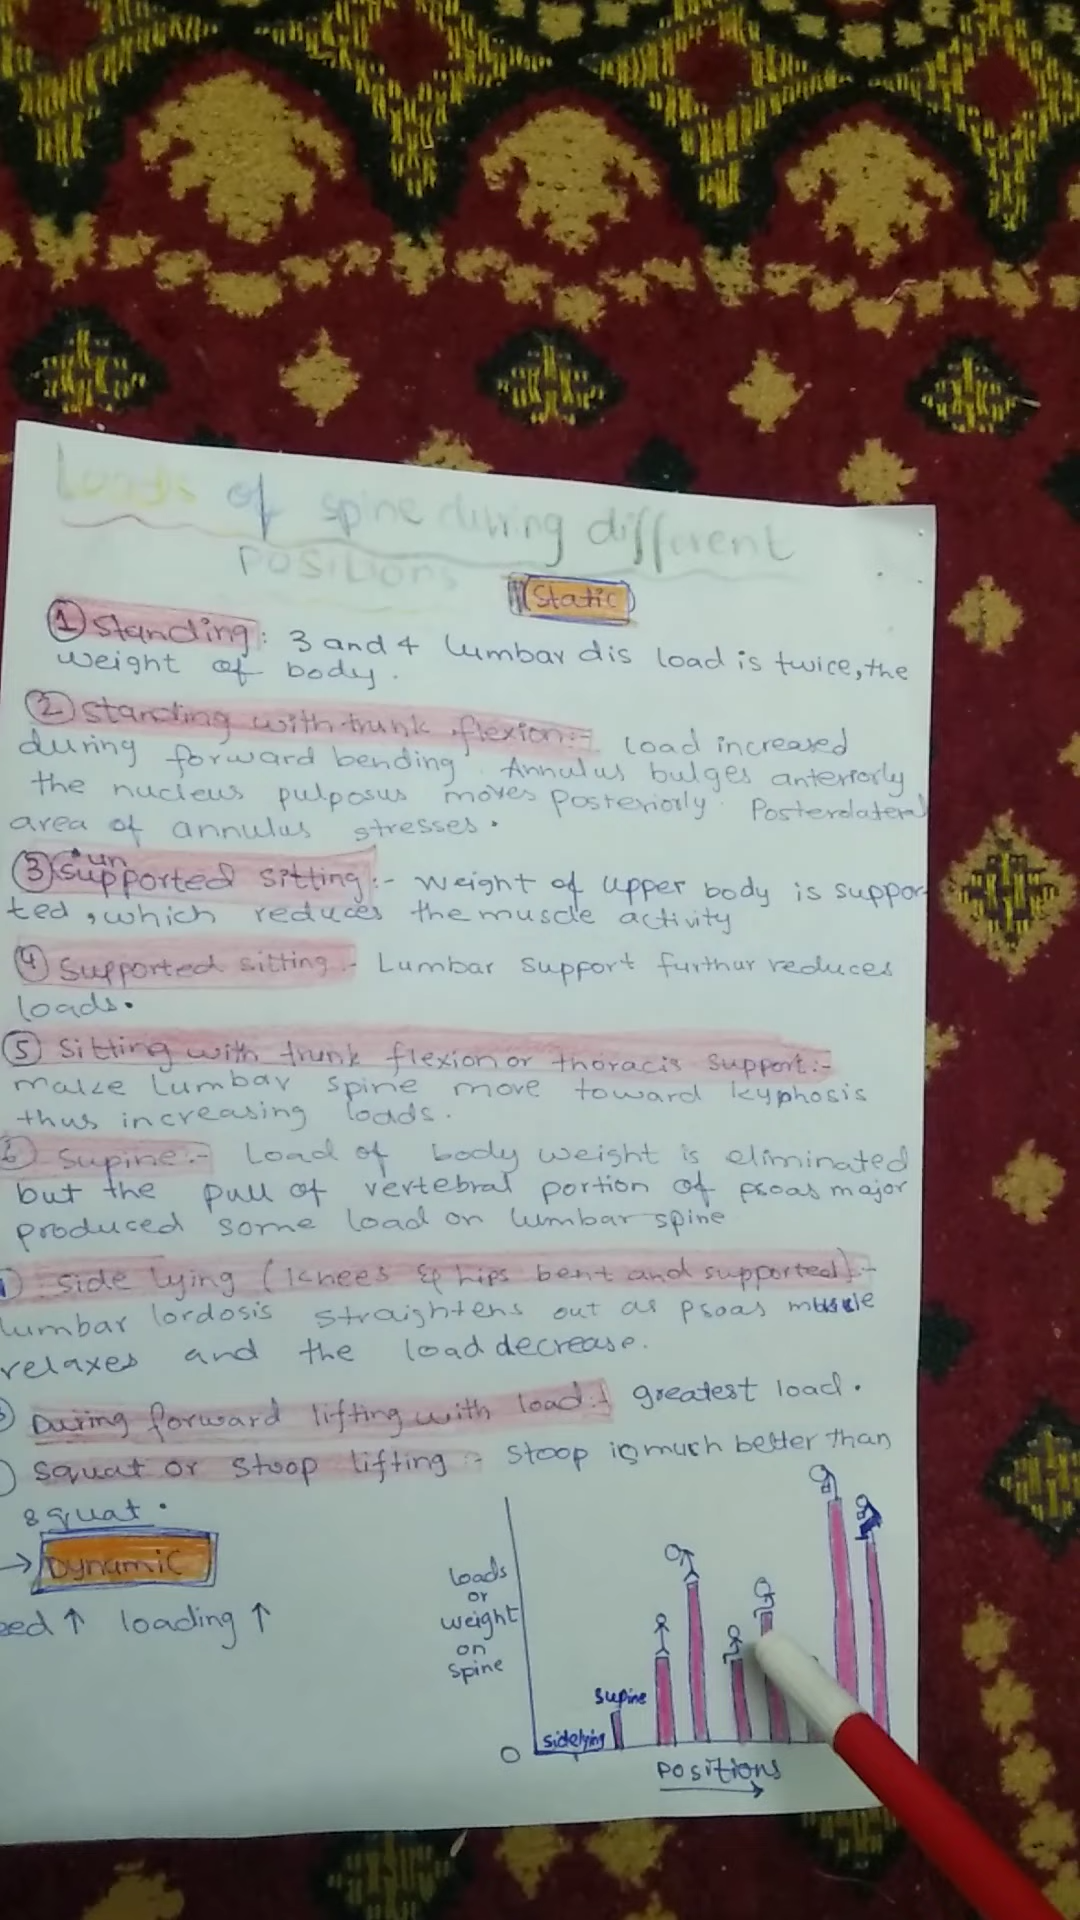 Loads of spine during different
positions
Static
① Standing: 3 and 4 lumbar dis load is twice, the
weight of body.
② Standing with trunk flexion:- Load increased
during forward bending. Annulus bulges anteriorly
the nucleus pulposus moves posteriorly. Posterolateral
area of annulus stresses.
③ unsupported sitting:- weight of upper body is suppor
ted, which reduces the muscle activity
④ Supported sitting:- Lumbar support furthur reduces
loads.
⑤ Sitting with trunk flexion or thoracis support:-
make lumbar spine more toward kyphosis
thus increasing loads.
Supine:- Load of body weight is eliminated
but the pull of vertebral portion of psoas major
produced some load on lumbar spine
Side lying (knees & hips bent and supported):-
lumbar lordosis straightens out as psoas muscle
relaxes and the load decrease.
During forward lifting with load:- greatest load.
squat or stoop lifting:- stoop is much better than
squat.
→ Dynamic
eed ↑ loading ↑
Loads
or
weight
on
spine
Supine
sidelying
0
Positions